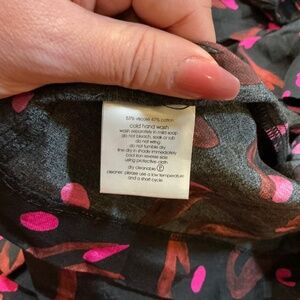 53% viscose 47% cotton
cold hand wash
wash separately in mild soap
do not bleach, soak or rub
do not wring
do not tumble dry
line dry in shade immediately
cool iron reverse side
using protective cloth
dry cleanable P
cleaner, please use a low temperature
and a short cycle